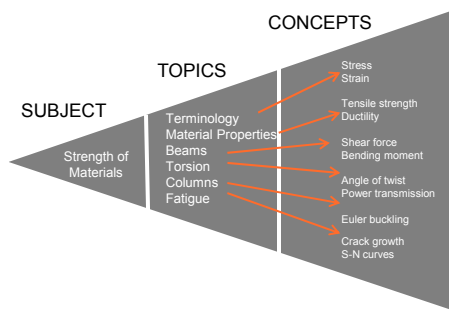 CONCEPTS
TOPICS
SUBJECT
Strength of
Materials
Terminology
Material Properties
Beams
Torsion
Columns
Fatigue
Stress
Strain
Tensile strength
Ductility
Shear force
Bending moment
Angle of twist
Power transmission
Euler buckling
Crack growth
S-N curves